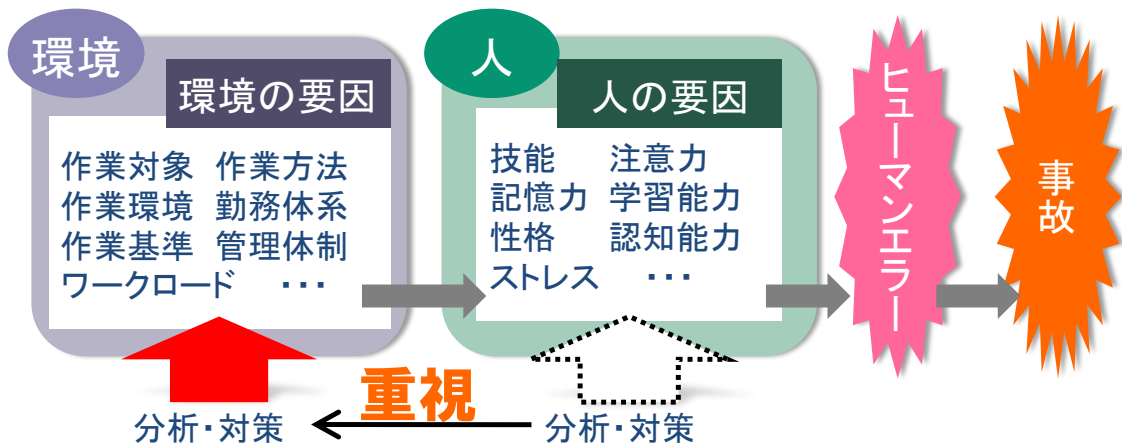 環境
環境の要因
作業対象 作業方法
作業環境 勤務体系
作業基準 管理体制
ワークロード ・・・
人
人の要因
技能 注意力
記憶力 学習能力
性格 認知能力
ストレス ・・・
ヒューマンエラー
事故
分析・対策
重視
分析・対策